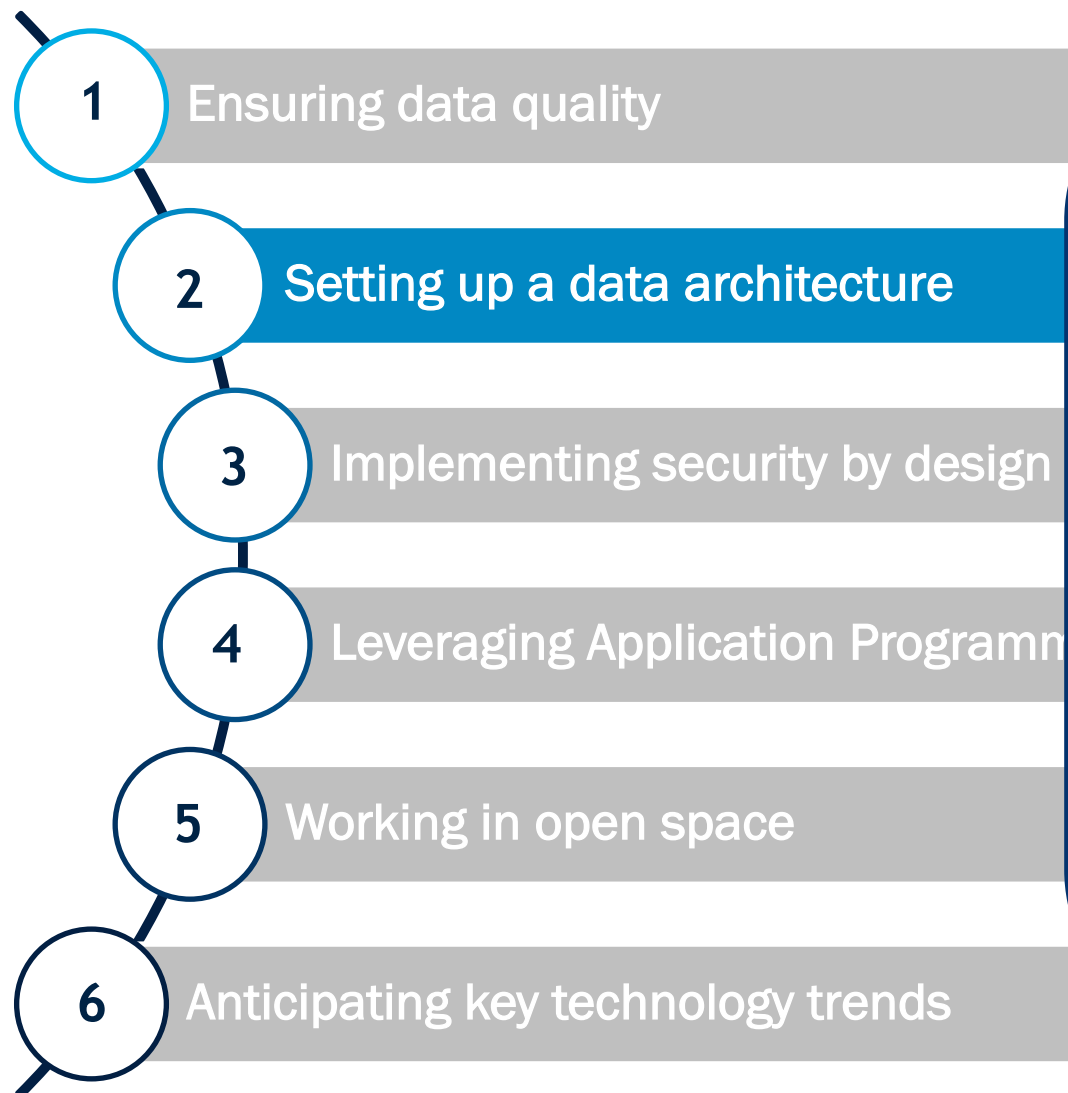 1 Ensuring data quality
2 Setting up a data architecture
3 Implementing security by design
4 Leveraging Application
5 Working in open space
6 Anticipating key technology trends